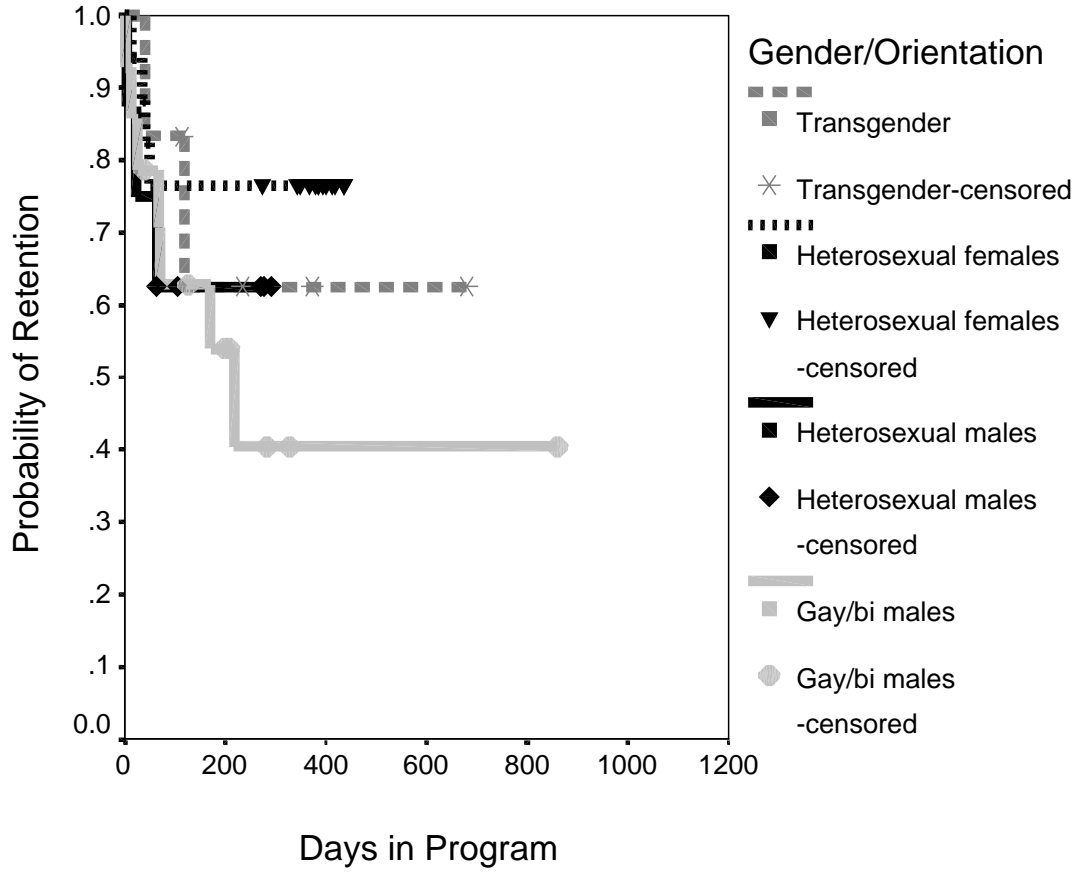 1.0
.9
.8
.7
.6
.5
.4
.3
.2
.1
0.0
Probability of Retention
0 200 400 600 800 1000 1200
Days in Program
Gender/Orientation
Transgender
Transgender-censored
Heterosexual females
Heterosexual females
-censored
Heterosexual males
Heterosexual males
-censored
Gay/bi males
Gay/bi males
-censored